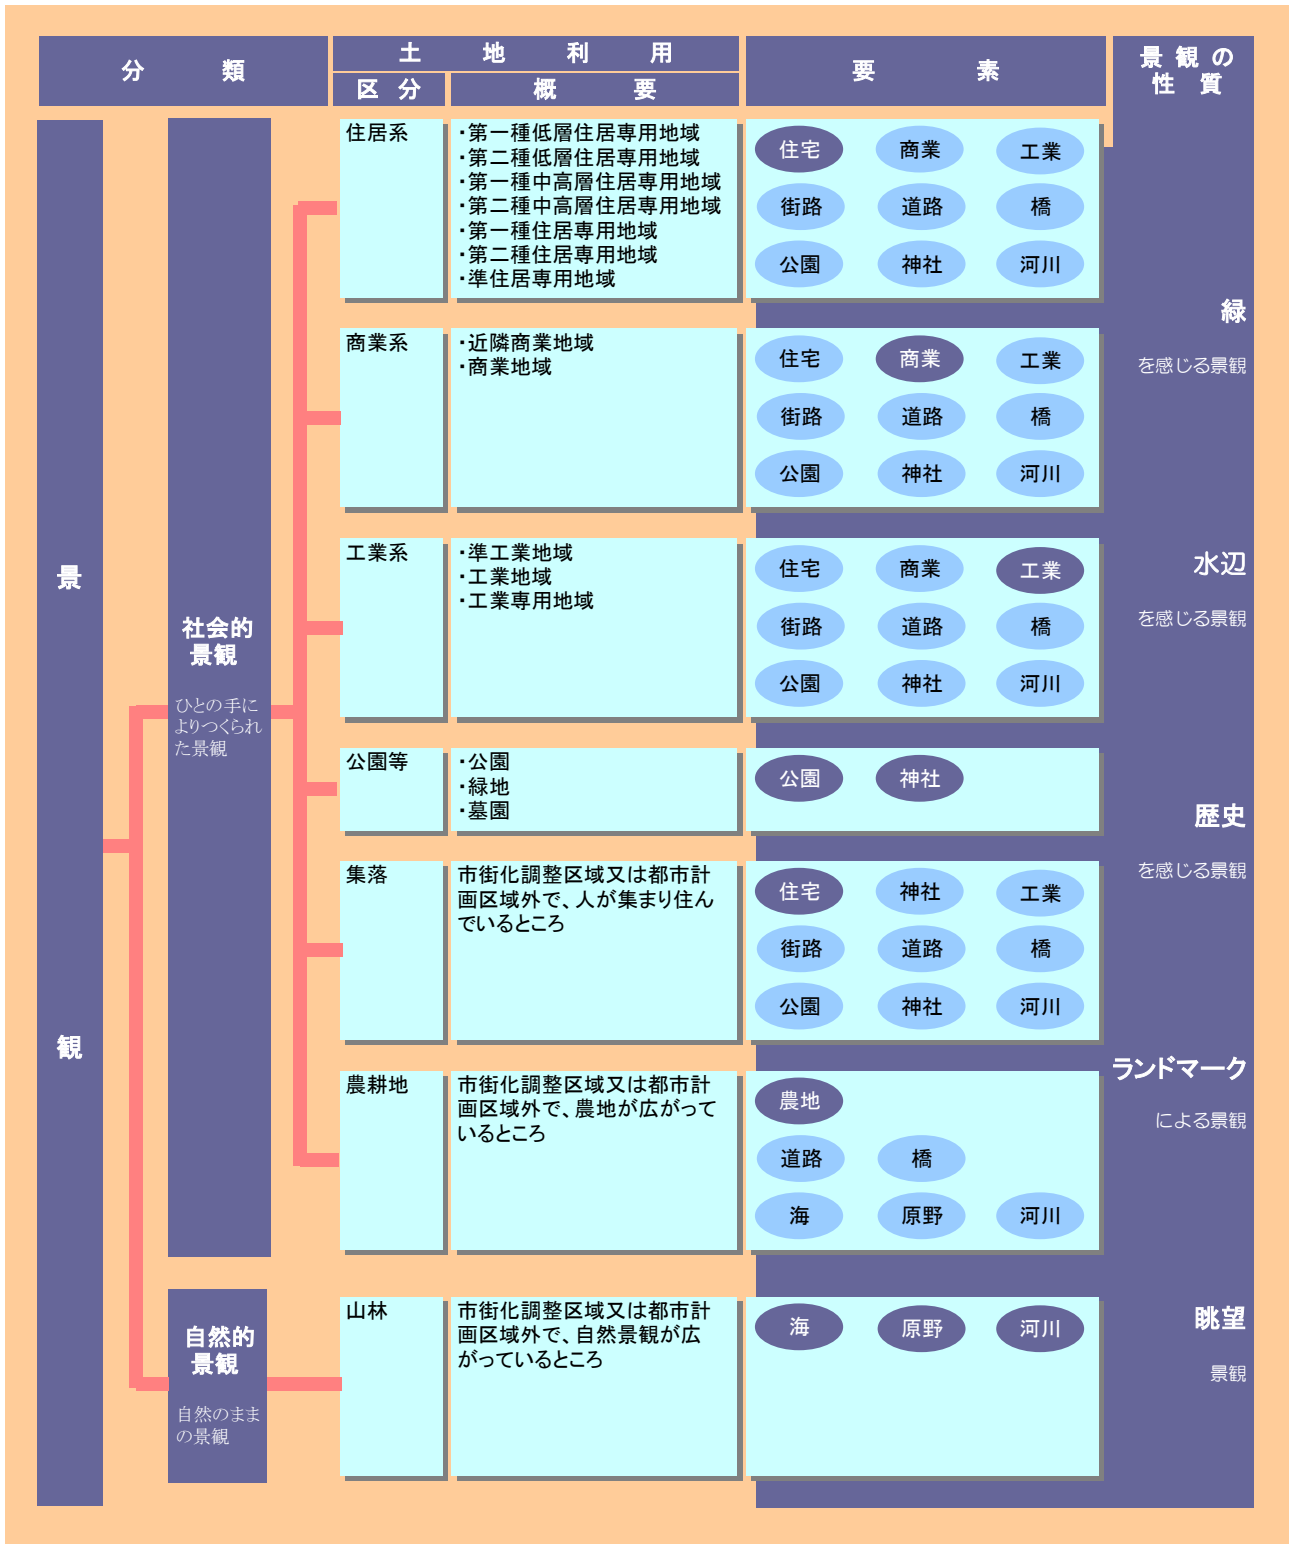 分類
土地利用
区分
概要
要素
景観の
性質
景観
社会的
景観
ひとの手に
よりつくられ
た景観
自然的
景観
自然のまま
の景観
住居系
・第一種低層住居専用地域
・第二種低層住居専用地域
・第一種中高層住居専用地域
・第二種中高層住居専用地域
・第一種住居専用地域
・第二種住居専用地域
・準住居専用地域
住宅 商業 工業
街路 道路 橋
公園 神社 河川
商業系
・近隣商業地域
・商業地域
住宅 商業 工業
街路 道路 橋
公園 神社 河川
工業系
・準工業地域
・工業地域
・工業専用地域
住宅 商業 工業
街路 道路 橋
公園 神社 河川
公園等
・公園
・緑地
・墓園
公園 神社
集落
市街化調整区域又は都市計
画区域外で、人が集まり住ん
でいるところ
住宅 神社 工業
街路 道路 橋
公園 神社 河川
農耕地
市街化調整区域又は都市計
画区域外で、農地が広がって
いるところ
農地
道路 橋
海 原野 河川
山林
市街化調整区域又は都市計
画区域外で、自然景観が広
がっているところ
海 原野 河川
緑
を感じる景観
水辺
を感じる景観
歴史
を感じる景観
ランドマーク
による景観
眺望
景観